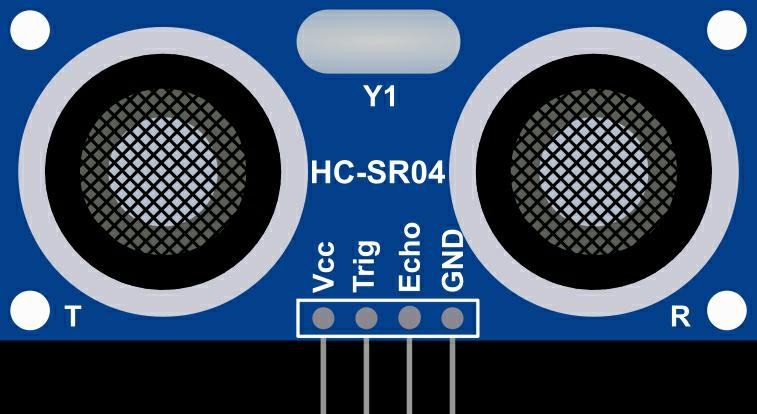 Y1
HC-SR04
Vcc
Trig
Echo
GND
T
R